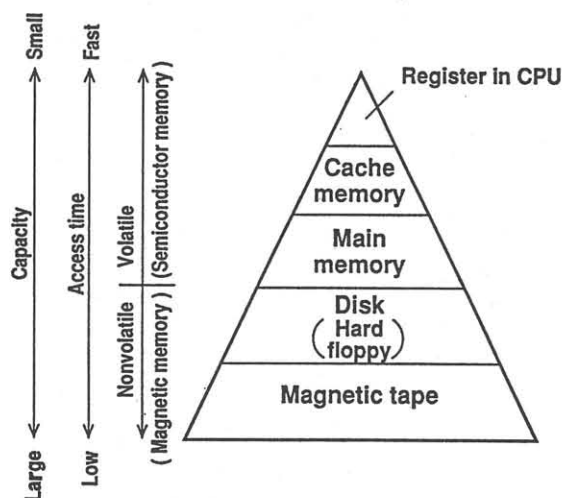 Small
Fast
Capacity
Access time
Volatile
(Semiconductor memory)
Nonvolatile
(Magnetic memory)
Large
Low
Register in CPU
Cache
memory
Main
memory
Disk
(Hard
floppy)
Magnetic tape